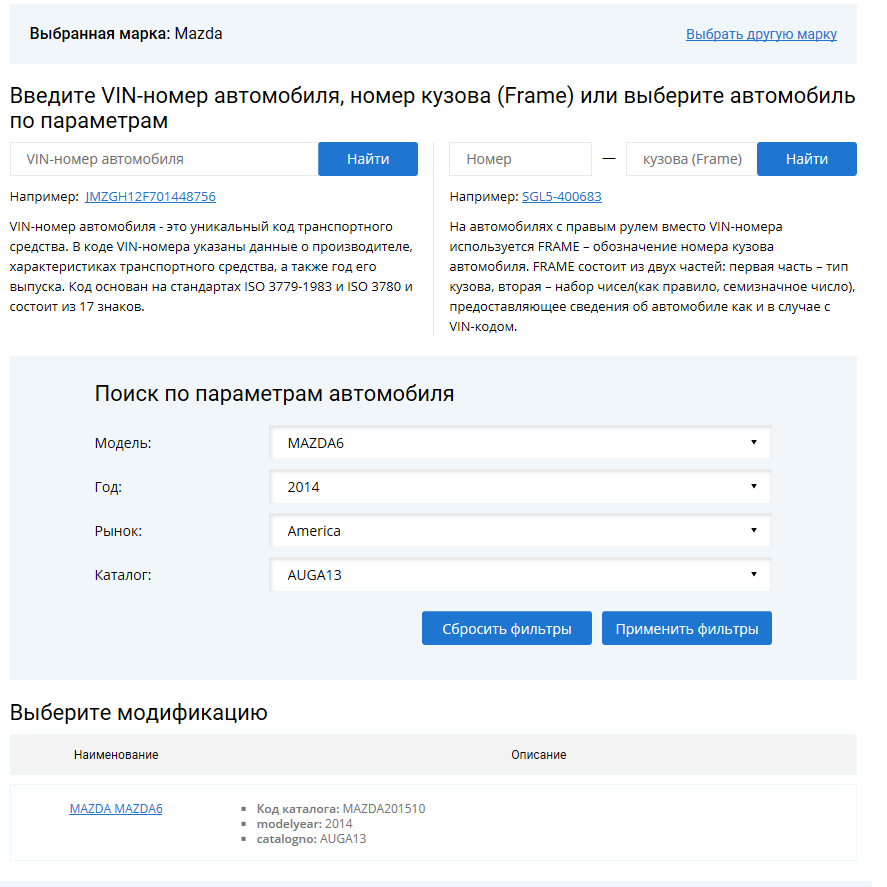 Выбранная марка: Mazda
Выбрать другую марку
Введите VIN-номер автомобиля, номер кузова (Frame) или выберите автомобиль
по параметрам
VIN-номер автомобиля
Найти
Например: JMZGH12F701448756
VIN-номер автомобиля - это уникальный код транспортного
средства. В коде VIN-номера указаны данные о производителе,
характеристиках транспортного средства, а также год его
выпуска. Код основан на стандартах ISO 3779-1983 и ISO 3780 и
состоит из 17 знаков.
Номер — кузова (Frame)
Найти
Например: SGL5-400683
На автомобилях с правым рулем вместо VIN-номера
используется FRAME – обозначение номера кузова
автомобиля. FRAME состоит из двух частей: первая часть – тип
кузова, вторая – набор чисел(как правило, семизначное число),
предоставляющее сведения об автомобиле как и в случае с
VIN-кодом.
Поиск по параметрам автомобиля
Модель: MAZDA6
Год: 2014
Рынок: America
Каталог: AUGA13
Сбросить фильтры
Применить фильтры
Выберите модификацию
Наименование Описание
MAZDA MAZDA6
Код каталога: MAZDA201510
modelyear: 2014
catalogno: AUGA13